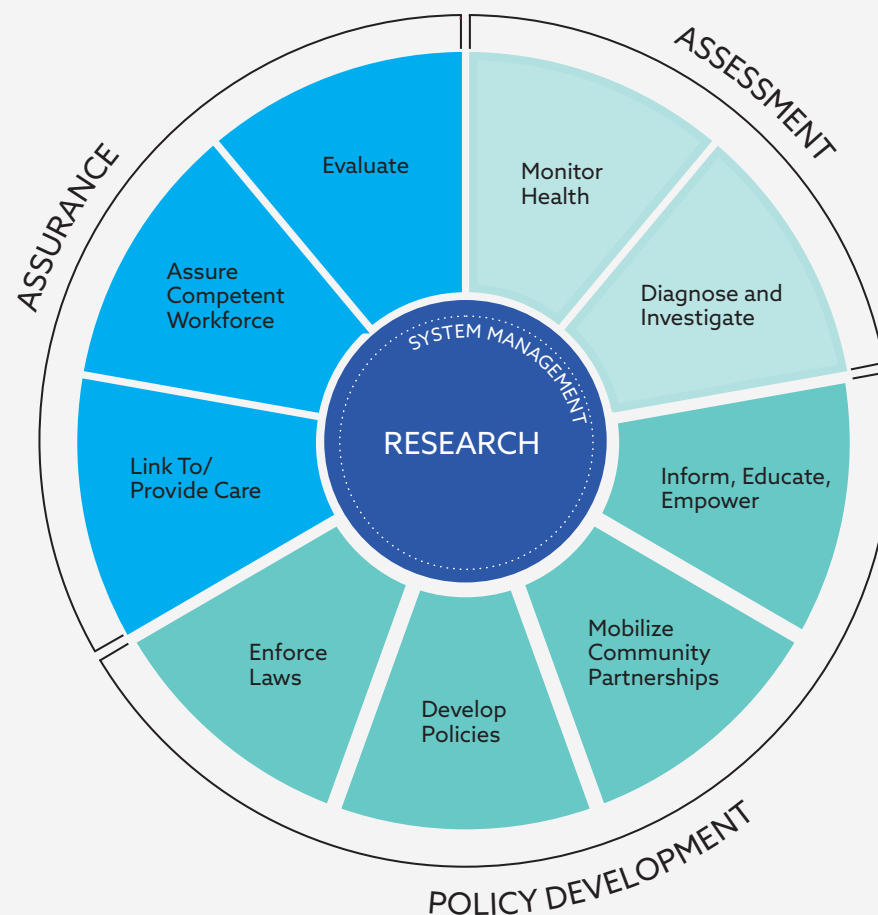 ASSESSMENT
Monitor
Health
Diagnose and
Investigate
Inform, Educate,
Empower
Mobilize
Community
Partnerships
POLICY DEVELOPMENT
Develop
Policies
Enforce
Laws
Link To/
Provide Care
Assure
Competent
Workforce
Evaluate
ASSURANCE
SYSTEM MANAGEMENT
RESEARCH